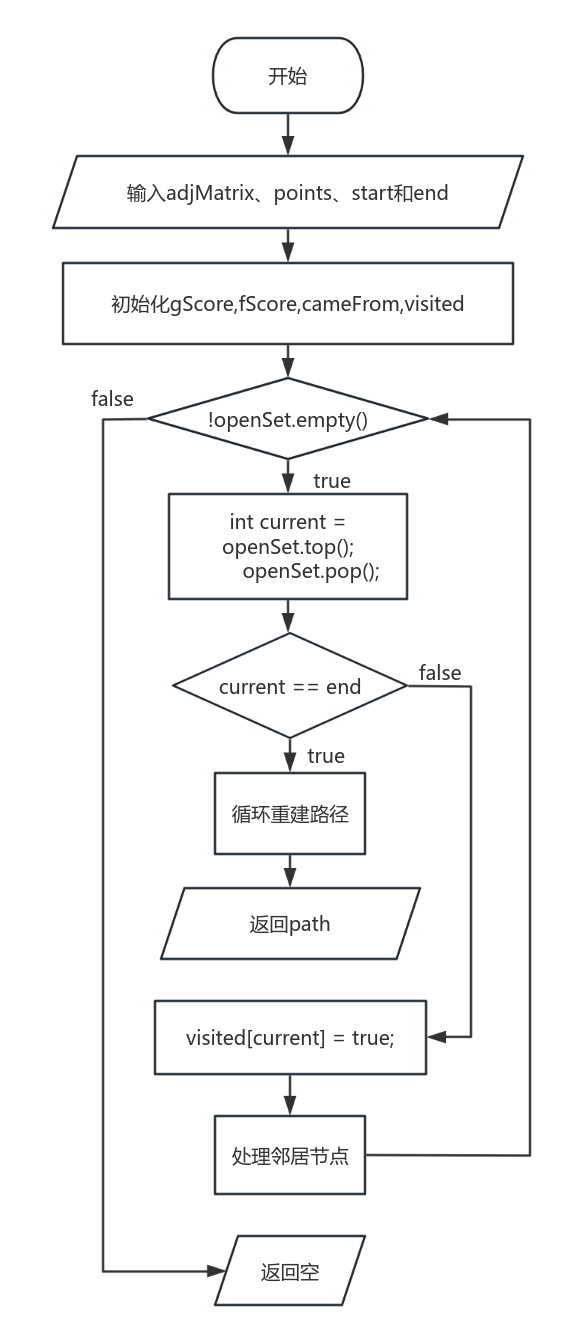 开始
输入adjMatrix、points、start和end
初始化gScore,fScore,cameFrom,visited
false
!openSet.empty()
true
int current =
openSet.top();
openSet.pop();
false
current == end
true
循环重建路径
返回path
visited[current] = true;
处理邻居节点
返回空